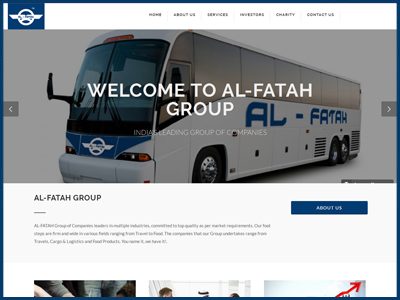 HOME ABOUT US SERVICES INVESTORS CHARITY CONTACT US
WELCOME TO AL-FATAH
GROUP
INDIA'S LEADING GROUP OF COMPANIES
AL - FATAH
AL-FATAH GROUP
ABOUT US
AL-FATAH Group of Companies leaders in multiple industries, committed to top quality as per market requirements. Our foot
steps are firm and wide in various fields ranging from Travel to Food. The companies that our Group undertakes range from
Travels, Cargo & Logistics and Food Products. You name it, we have it!.